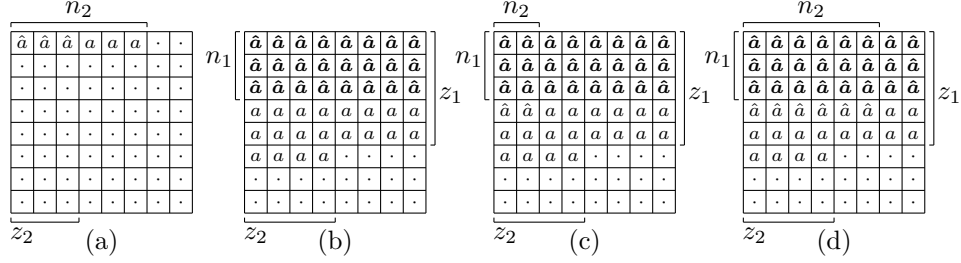 n₂
â â â a a a · ·
· · · · · · · ·
· · · · · · · ·
· · · · · · · ·
· · · · · · · ·
· · · · · · · ·
· · · · · · · ·
· · · · · · · ·
z₂
(a)
n₁
â â â â â â â â
â â â â â â â â
â â â â â â â â
a a a a a a a a
a a a a a a a a
a a a a · · · ·
· · · · · · · ·
· · · · · · · ·
z₁
z₂
(b)
n₂
n₁
â â â â â â â â
â â â â â â â â
â â â â â â â â
â â a a a a a a
a a a a a a a a
a a a a · · · ·
· · · · · · · ·
· · · · · · · ·
z₁
z₂
(c)
n₂
n₁
â â â â â â â â
â â â â â â â â
â â â â â â â â
â â â â â â a a
a a a a a a a a
a a a a · · · ·
· · · · · · · ·
· · · · · · · ·
z₁
z₂
(d)